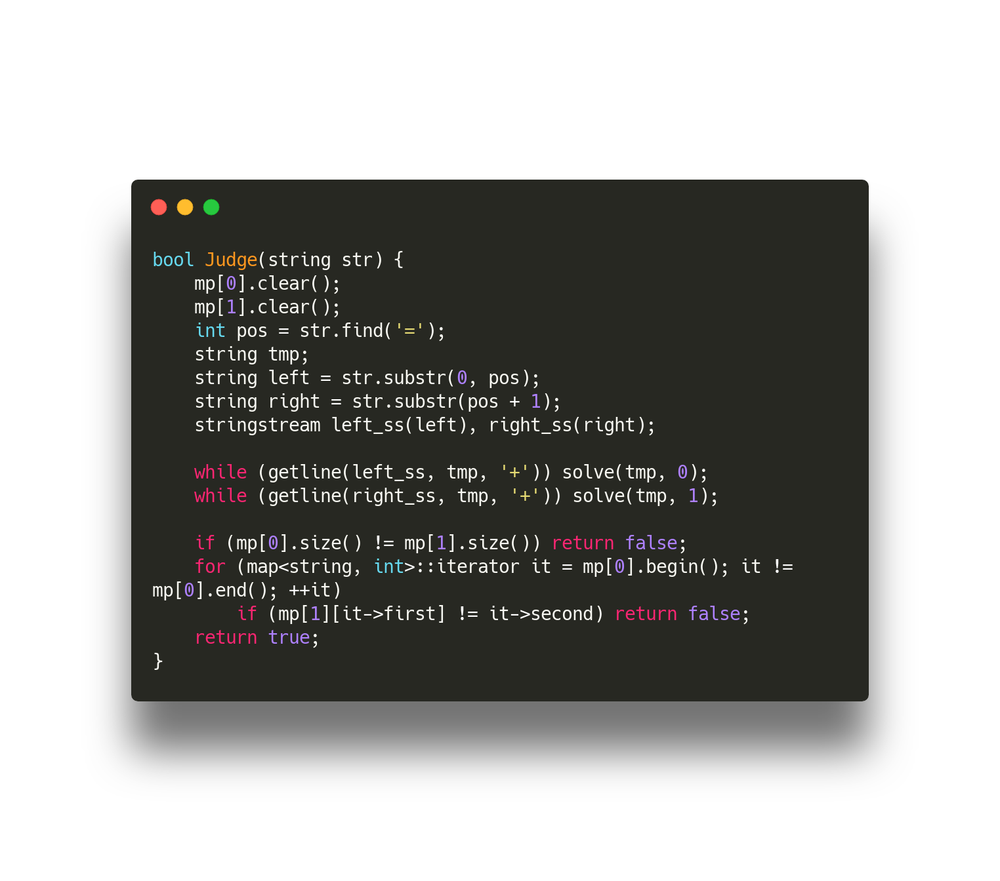 bool Judge(string str) {
    mp[0].clear();
    mp[1].clear();
    int pos = str.find('=');
    string tmp;
    string left = str.substr(0, pos);
    string right = str.substr(pos + 1);
    stringstream left_ss(left), right_ss(right);

    while (getline(left_ss, tmp, '+')) solve(tmp, 0);
    while (getline(right_ss, tmp, '+')) solve(tmp, 1);

    if (mp[0].size() != mp[1].size()) return false;
    for (map<string, int>::iterator it = mp[0].begin(); it !=
mp[0].end(); ++it)
        if (mp[1][it->first] != it->second) return false;
    return true;
}